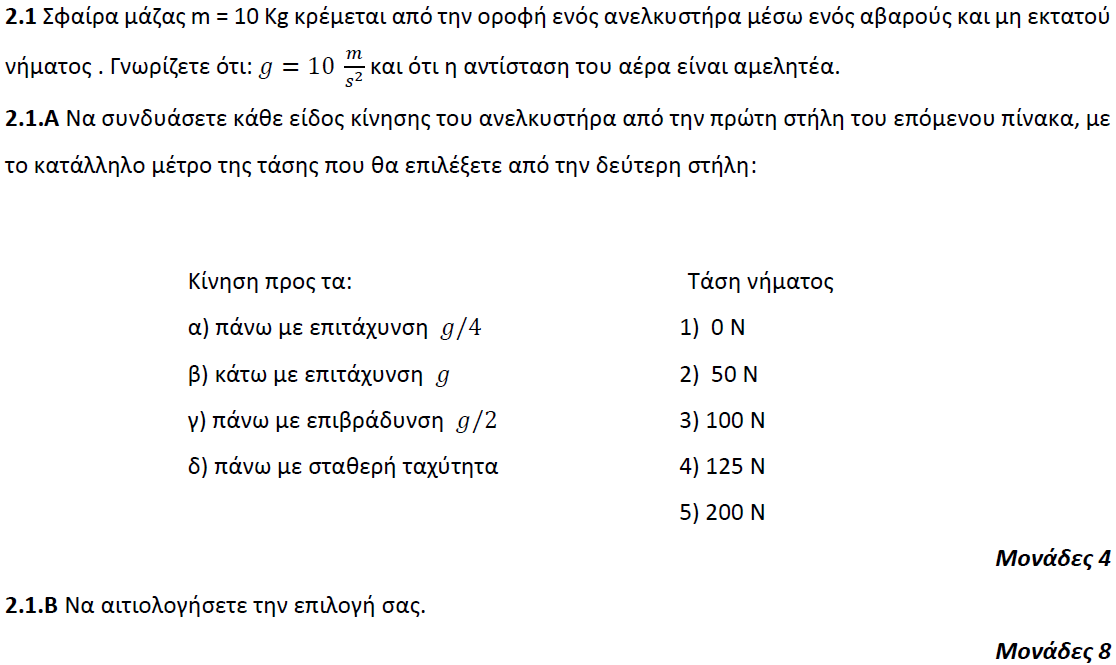 2.1 Σφαίρα μάζας m = 10 Kg κρέμεται από την οροφή ενός ανελκυστήρα μέσω ενός αβαρούς και μη εκτατού
νήματος . Γνωρίζετε ότι: g = 10 m/s² και ότι η αντίσταση του αέρα είναι αμελητέα.
2.1.Α Να συνδυάσετε κάθε είδος κίνησης του ανελκυστήρα από την πρώτη στήλη του επόμενου πίνακα, με
το κατάλληλο μέτρο της τάσης που θα επιλέξετε από την δεύτερη στήλη:
Κίνηση προς τα: Τάση νήματος
α) πάνω με επιτάχυνση g/4 1) 0 N
β) κάτω με επιτάχυνση g 2) 50 N
γ) πάνω με επιβράδυνση g/2 3) 100 N
δ) πάνω με σταθερή ταχύτητα 4) 125 N
5) 200 N
Μονάδες 4
2.1.Β Να αιτιολογήσετε την επιλογή σας.
Μονάδες 8